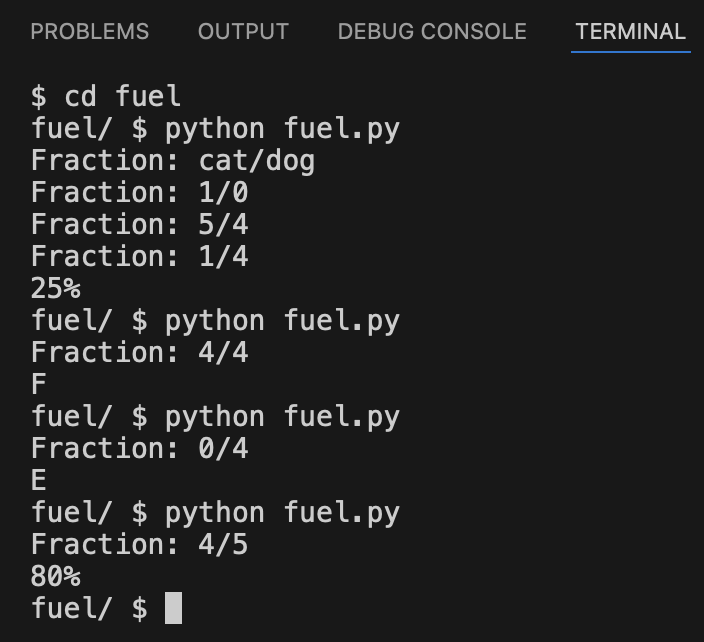 PROBLEMS OUTPUT DEBUG CONSOLE TERMINAL
$ cd fuel
fuel/ $ python fuel.py
Fraction: cat/dog
Fraction: 1/0
Fraction: 5/4
Fraction: 1/4
25%
fuel/ $ python fuel.py
Fraction: 4/4
F
fuel/ $ python fuel.py
Fraction: 0/4
E
fuel/ $ python fuel.py
Fraction: 4/5
80%
fuel/ $